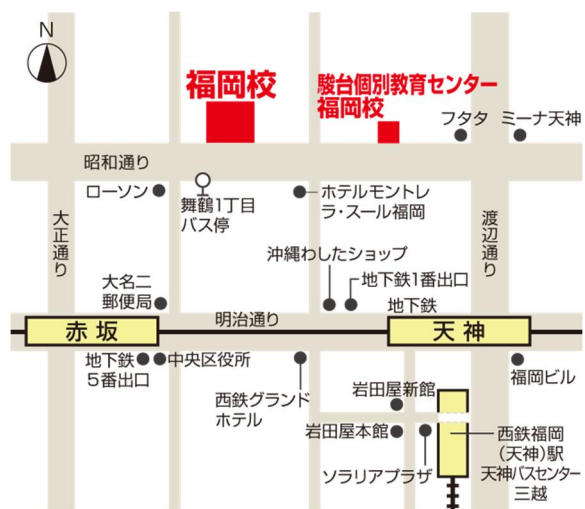 N
福岡校
駿台個別教育センター
福岡校
フタタ
ミーナ天神
昭和通り
ローソン
舞鶴1丁目
バス停
ホテルモントレ
ラ・スール福岡
大正通り
渡辺通り
沖縄わしたショップ
地下鉄1番出口
大名二
郵便局
明治通り
地下鉄
赤坂
天神
地下鉄
5番出口
中央区役所
西鉄グランド
ホテル
福岡ビル
岩田屋新館
岩田屋本館
ソラリアプラザ
西鉄福岡
(天神)駅
天神バスセンター
三越